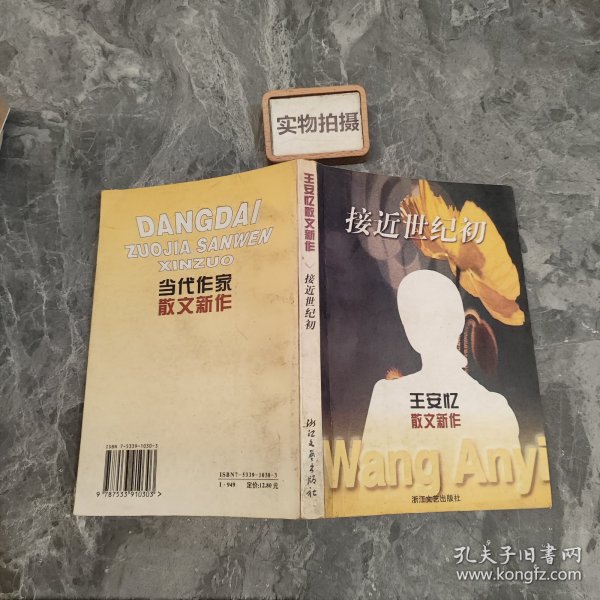 实物拍摄
DANGDAI
ZUOJIA SANWEN
XINZUO
当代作家
散文新作
ISBN 7-5339-1030-3
9 787533 910303 >
ISBN7-5339-1030-3
I·949 定价:12.80 元
王安忆散文新作
接近世纪初
浙江文艺出版社
接近世纪初
王安忆
散文新作
Wang Anyi
浙江文艺出版社
孔夫子旧书网
www.kongfz.com